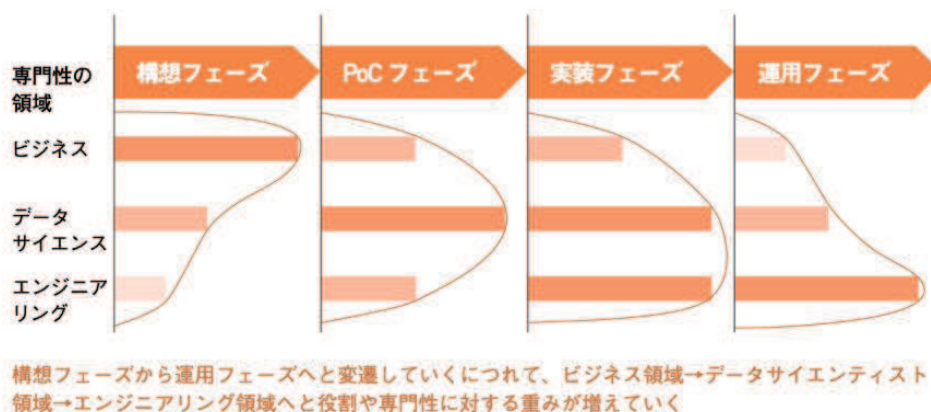 構想フェーズ
PoC フェーズ
実装フェーズ
運用フェーズ
専門性の
領域
ビジネス
データ
サイエンス
エンジニア
リング
構想フェーズから運用フェーズへと変遷していくにつれて、ビジネス領域→データサイエンティスト
領域→エンジニアリング領域へと役割や専門性に対する重みが増えていく